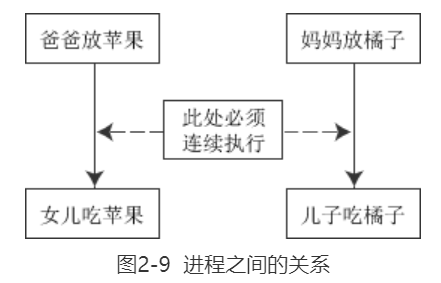 爸爸放苹果
妈妈放橘子
此处必须
连续执行
女儿吃苹果
儿子吃橘子
图2-9 进程之间的关系